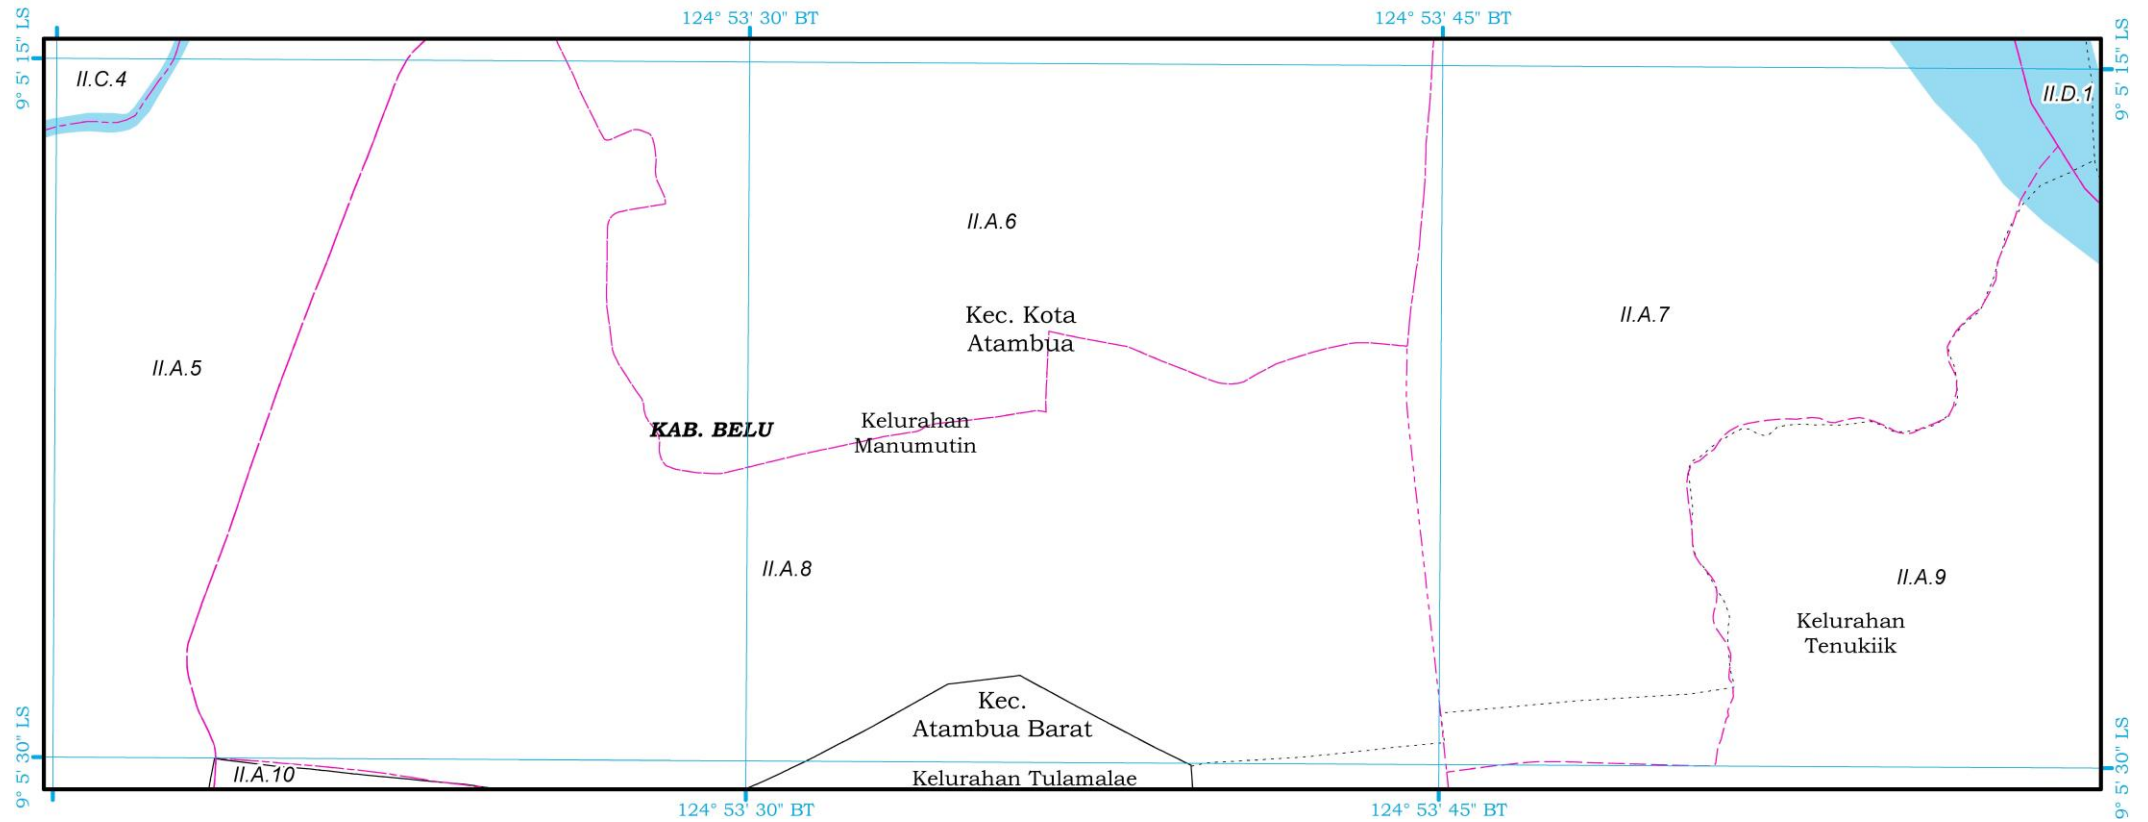 124° 53' 30" BT
124° 53' 45" BT
9° 5' 15" LS
9° 5' 15" LS
II.C.4
II.D.1
II.A.6
Kec. Kota
Atambua
II.A.7
II.A.5
Kelurahan
Manumutin
KAB. BELU
II.A.8
II.A.9
Kelurahan
Tenukiik
Kec.
Atambua Barat
II.A.10
Kelurahan Tulamalae
9° 5' 30" LS
9° 5' 30" LS
124° 53' 30" BT
124° 53' 45" BT